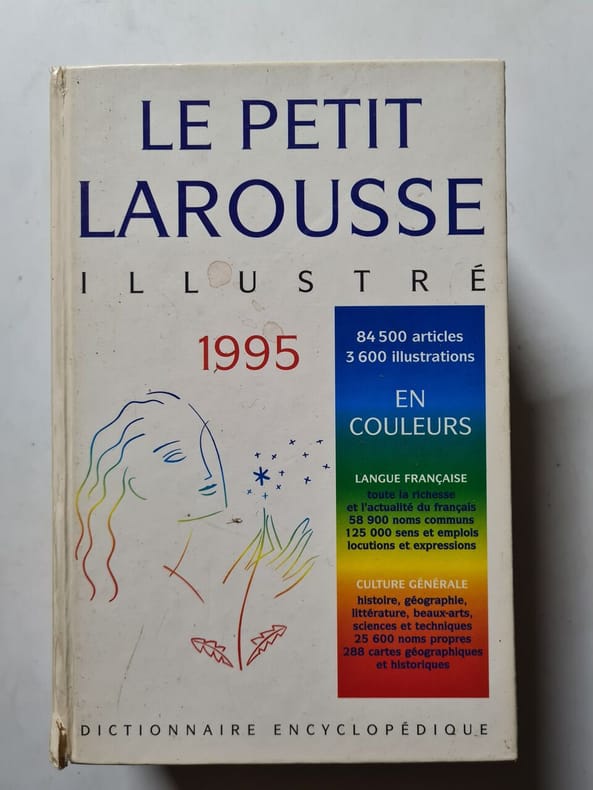 LE PETIT
LAROUSSE
ILLUSTRÉ
1995
84 500 articles
3 600 illustrations
EN
COULEURS
LANGUE FRANÇAISE
toute la richesse
et l'actualité du français
58 900 noms communs
125 000 sens et emplois
locutions et expressions
CULTURE GÉNÉRALE
histoire, géographie,
littérature, beaux-arts,
sciences et techniques
25 600 noms propres
288 cartes géographiques
et historiques
DICTIONNAIRE ENCYCLOPÉDIQUE